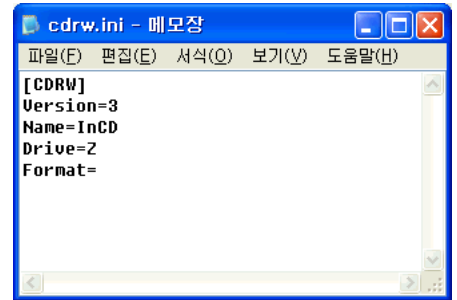 cdrw.ini - 메모장
파일(F) 편집(E) 서식(O) 보기(V) 도움말(H)
[CDRW]
Version=3
Name=InCD
Drive=Z
Format=